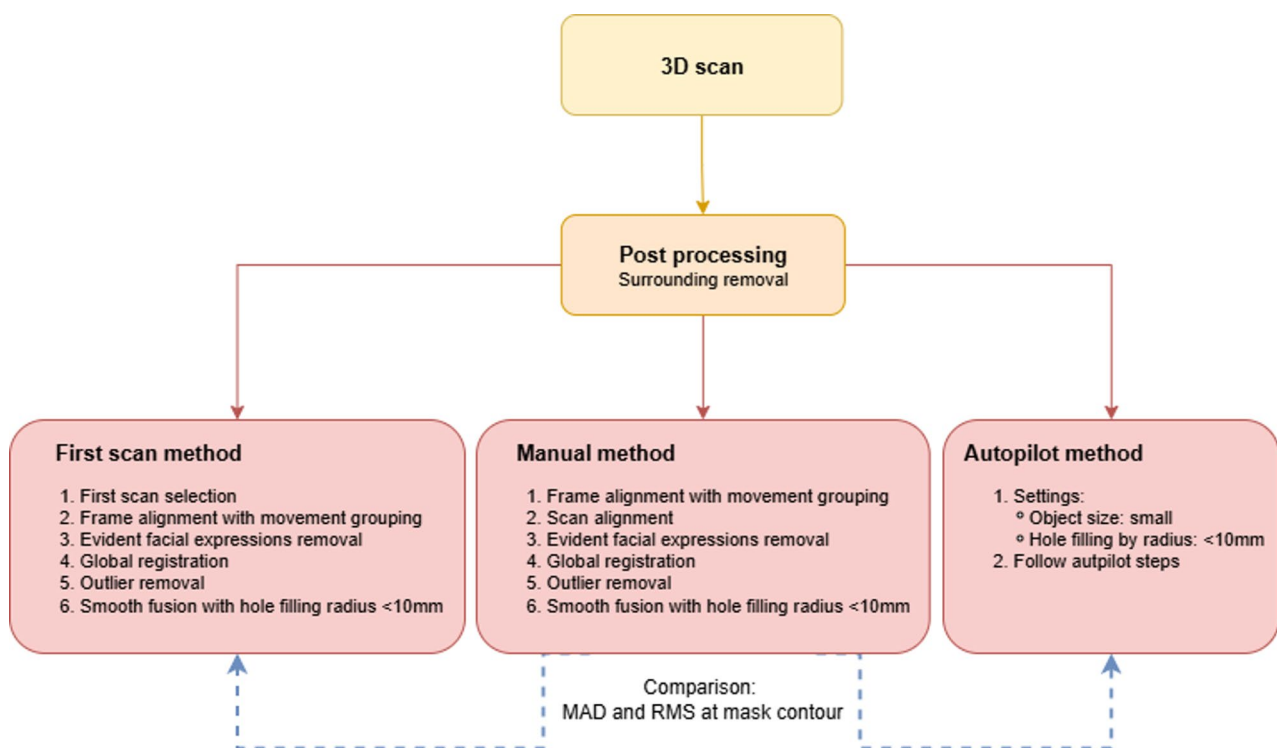 3D scan
Post processing
Surrounding removal
First scan method
1. First scan selection
2. Frame alignment with movement grouping
3. Evident facial expressions removal
4. Global registration
5. Outlier removal
6. Smooth fusion with hole filling radius <10mm
Manual method
1. Frame alignment with movement grouping
2. Scan alignment
3. Evident facial expressions removal
4. Global registration
5. Outlier removal
6. Smooth fusion with hole filling radius <10mm
Autopilot method
1. Settings:
° Object size: small
° Hole filling by radius: <10mm
2. Follow autpilot steps
Comparison:
MAD and RMS at mask contour